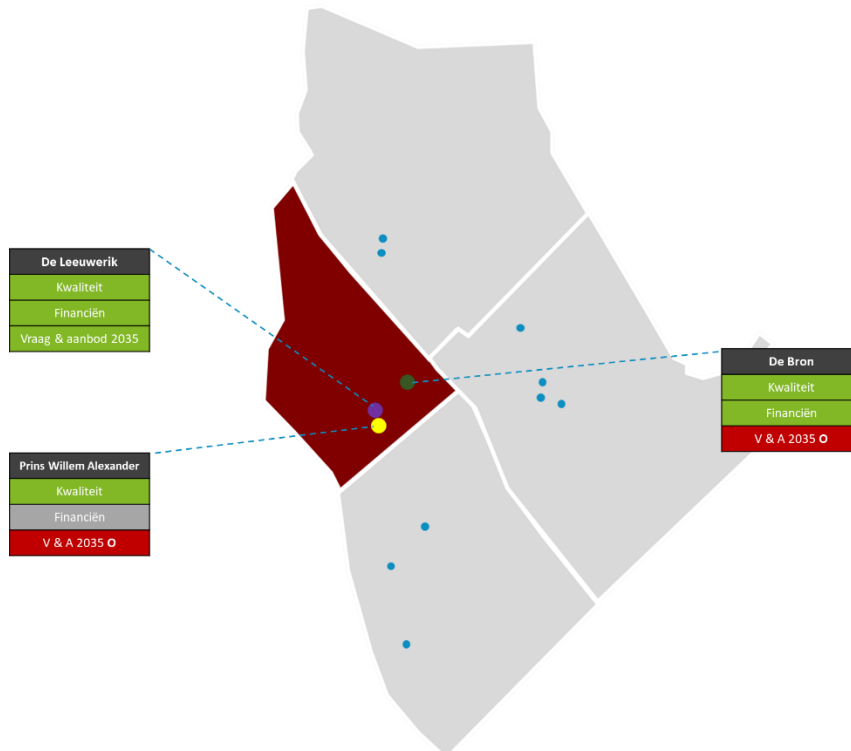 De Leeuwerik
Kwaliteit
Financiën
Vraag & aanbod 2035
De Bron
Kwaliteit
Financiën
V & A 2035 O
Prins Willem Alexander
Kwaliteit
Financiën
V & A 2035 O